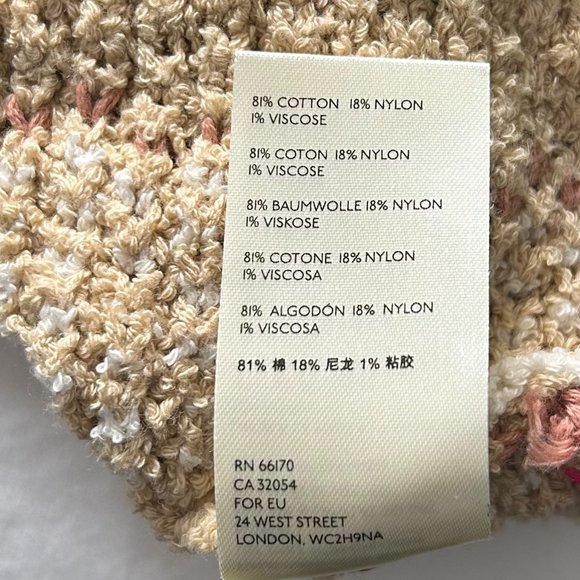 81% COTTON 18% NYLON
1% VISCOSE
81% COTON 18% NYLON
1% VISCOSE
81% BAUMWOLLE 18% NYLON
1% VISKOSE
81% COTONE 18% NYLON
1% VISCOSA
81% ALGODÓN 18% NYLON
1% VISCOSA
81% 棉 18% 尼龙 1% 粘胶
RN 66170
CA 32054
FOR EU
24 WEST STREET
LONDON, WC2H9NA